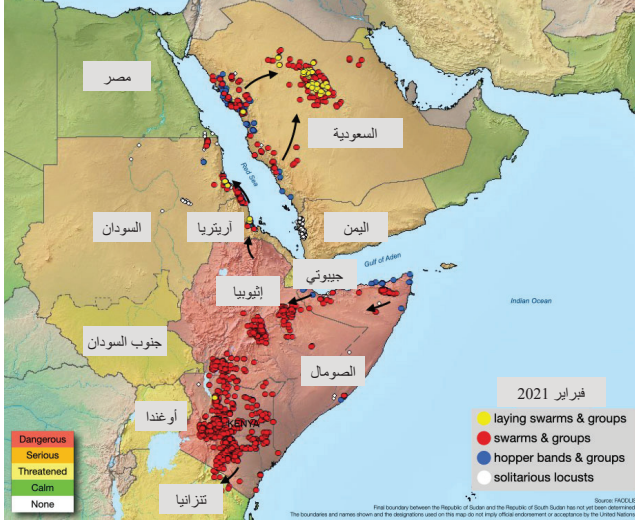 مصر
السعودية
Red Sea
السودان
أريتريا
اليمن
جيبوتي
Gulf of Aden
إثيوبيا
Indian Ocean
جنوب السودان
الصومال
أوغندا
KENYA
تنزانيا
فبراير 2021
laying swarms & groups
swarms & groups
hopper bands & groups
solitarious locusts
Dangerous
Serious
Threatened
Calm
None
Source: FAODLIS
Final boundary between the Republic of Sudan and the Republic of South Sudan has not yet been determined
The boundaries and names shown and the designations used on this map do not imply official endorsement or acceptance by the United Nations